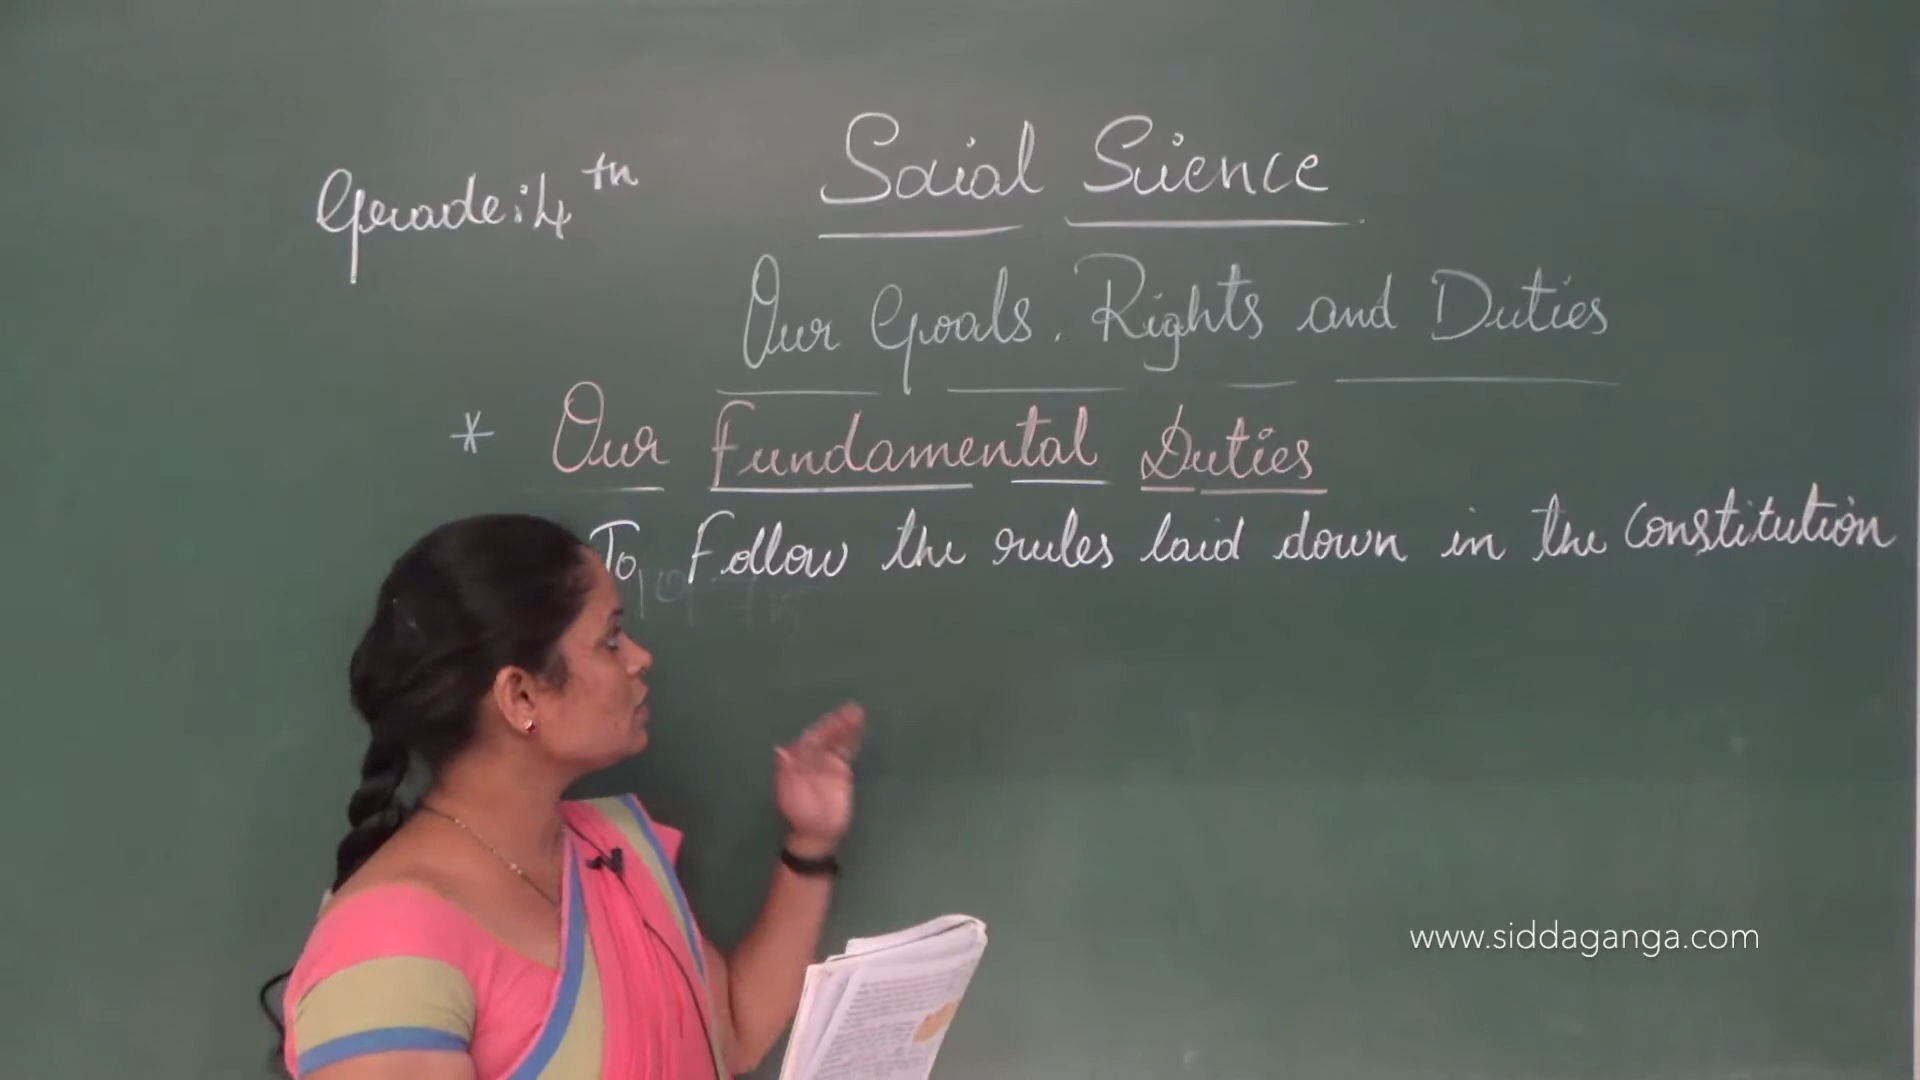 Grade:4th
Social Science
Our Goals, Rights and Duties
* Our Fundamental Duties
To Follow the rules laid down in the constitution
www.siddaganga.com